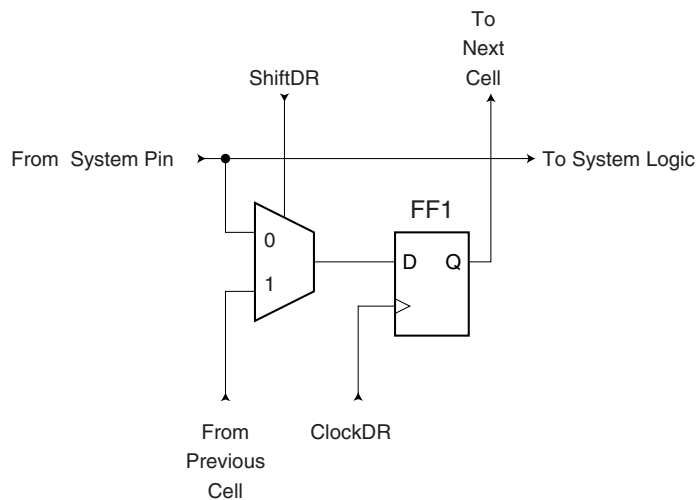 To
Next
Cell
ShiftDR
From System Pin
To System Logic
FF1
0
D Q
1
From
Previous
Cell
ClockDR